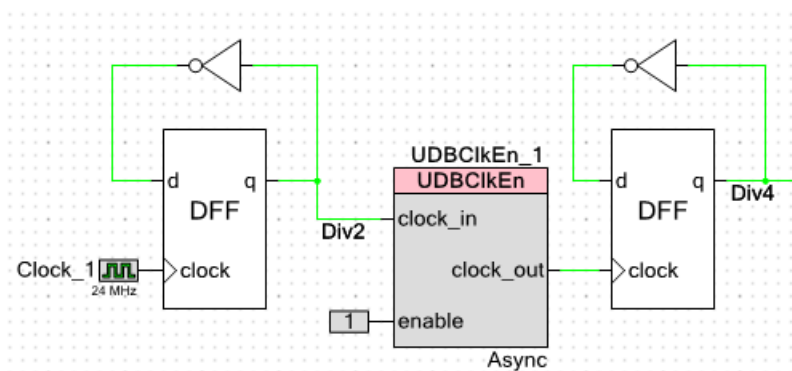 d
q
DFF
Clock_1
24 MHz
clock
Div2
UDBClkEn_1
UDBClkEn
clock_in
clock_out
1
enable
Async
d
q
DFF
clock
Div4